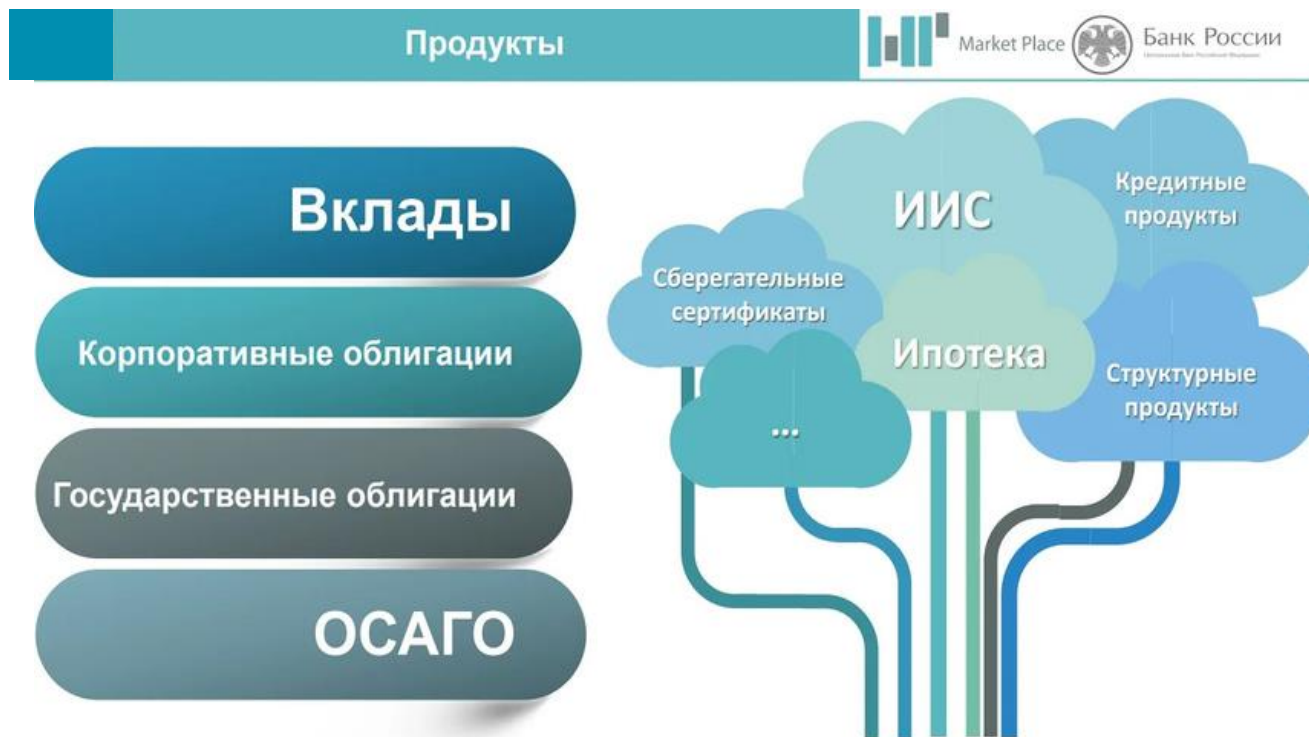 Продукты
Market Place
Банк России
Вклады
Корпоративные облигации
Государственные облигации
ОСАГО
ИИС
Кредитные
продукты
Сберегательные
сертификаты
Ипотека
Структурные
продукты
...